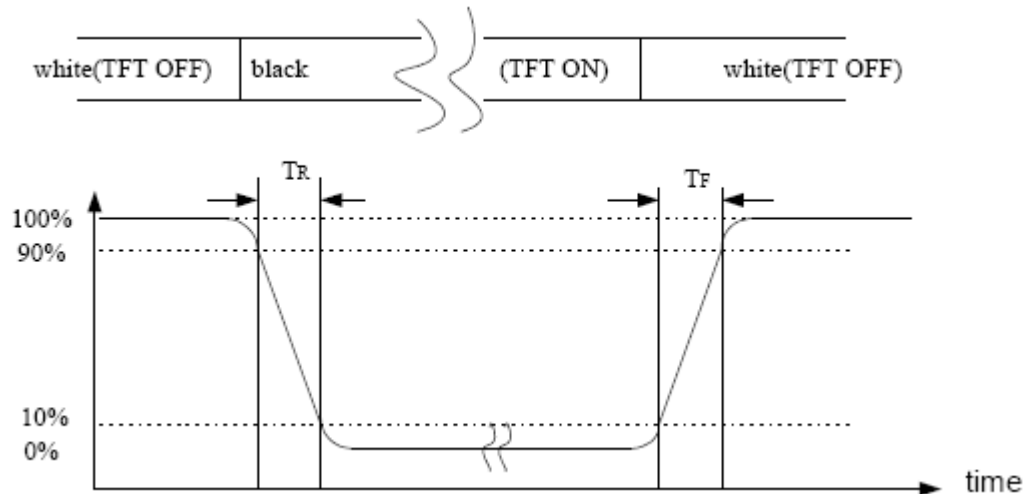 white(TFT OFF) black (TFT ON) white(TFT OFF)
TR TF
100%
90%
10%
0%
time